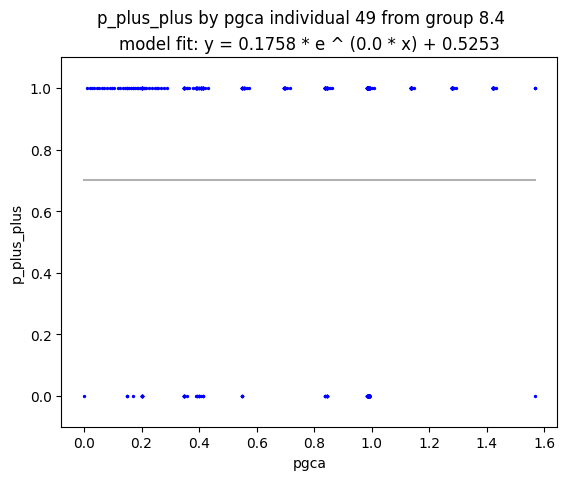 p_plus_plus by pgca individual 49 from group 8.4
model fit: y = 0.1758 * e ^ (0.0 * x) + 0.5253
1.0
0.8
0.6
0.4
0.2
0.0
p_plus_plus
0.0 0.2 0.4 0.6 0.8 1.0 1.2 1.4 1.6
pgca